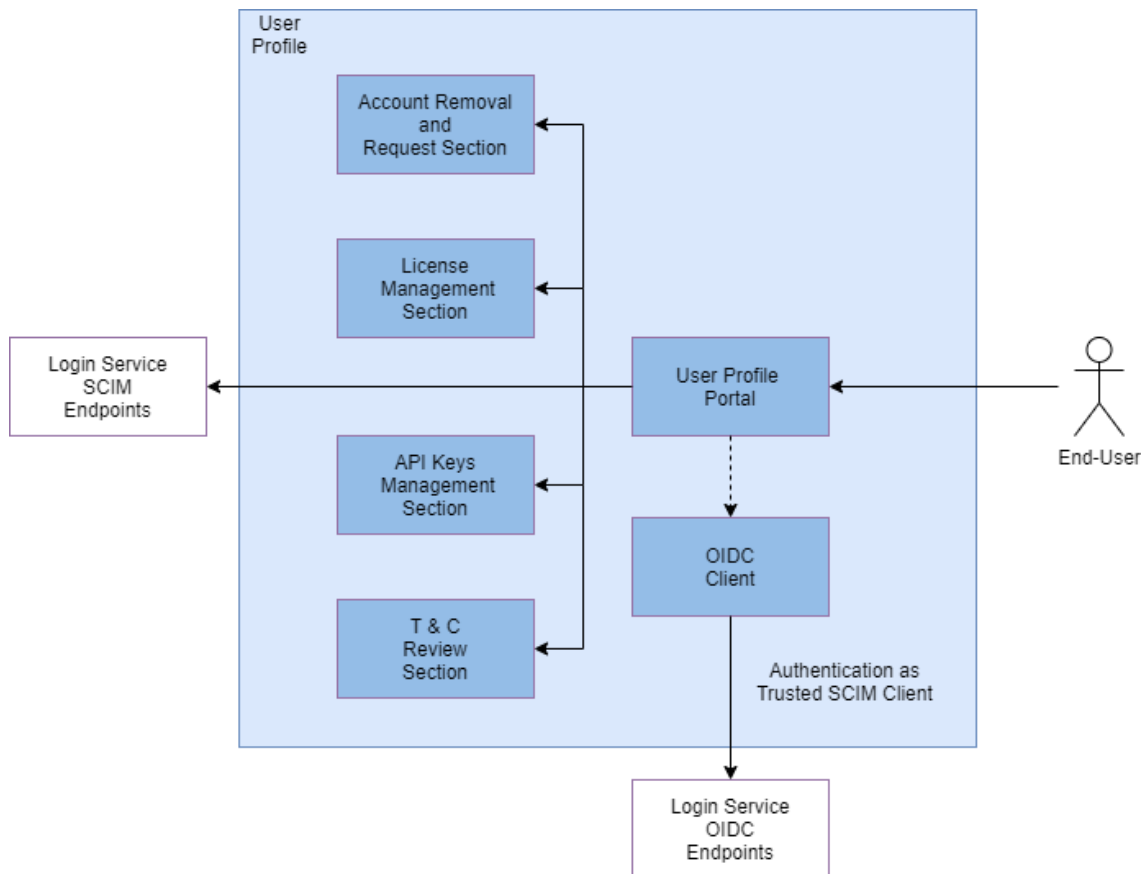 User
Profile
Account Removal
and
Request Section
License
Management
Section
Login Service
SCIM
Endpoints
User Profile
Portal
End-User
API Keys
Management
Section
OIDC
Client
T & C
Review
Section
Authentication as
Trusted SCIM Client
Login Service
OIDC
Endpoints